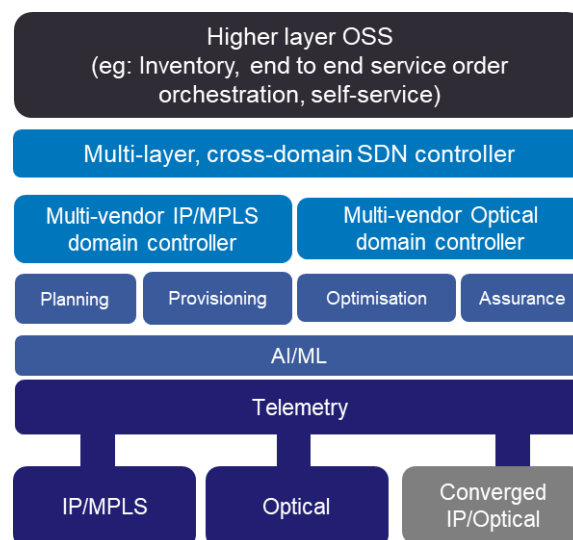 Higher layer OSS
(eg: Inventory, end to end service order
orchestration, self-service)
Multi-layer, cross-domain SDN controller
Multi-vendor IP/MPLS
domain controller
Multi-vendor Optical
domain controller
Planning
Provisioning
Optimisation
Assurance
AI/ML
Telemetry
IP/MPLS
Optical
Converged
IP/Optical